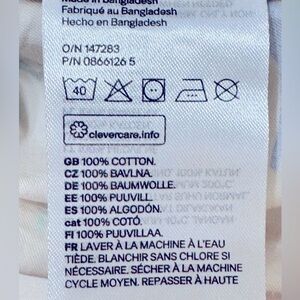 Made in Bangladesh
Fabriqué au Bangladesh
Hecho en Bangladesh
O/N 147283
P/N 0866126 5
40
clevercare.info
GB 100% COTTON.
CZ 100% BAVLNA.
DE 100% BAUMWOLLE.
EE 100% PUUVILL.
ES 100% ALGODÓN.
cat 100% COTÓ.
FI 100% PUUVILLAA.
FR LAVER À LA MACHINE À L'EAU
TIÈDE. BLANCHIR SANS CHLORE SI
NÉCESSAIRE. SÉCHER À LA MACHINE
CYCLE MOYEN. REPASSER À HAUTE